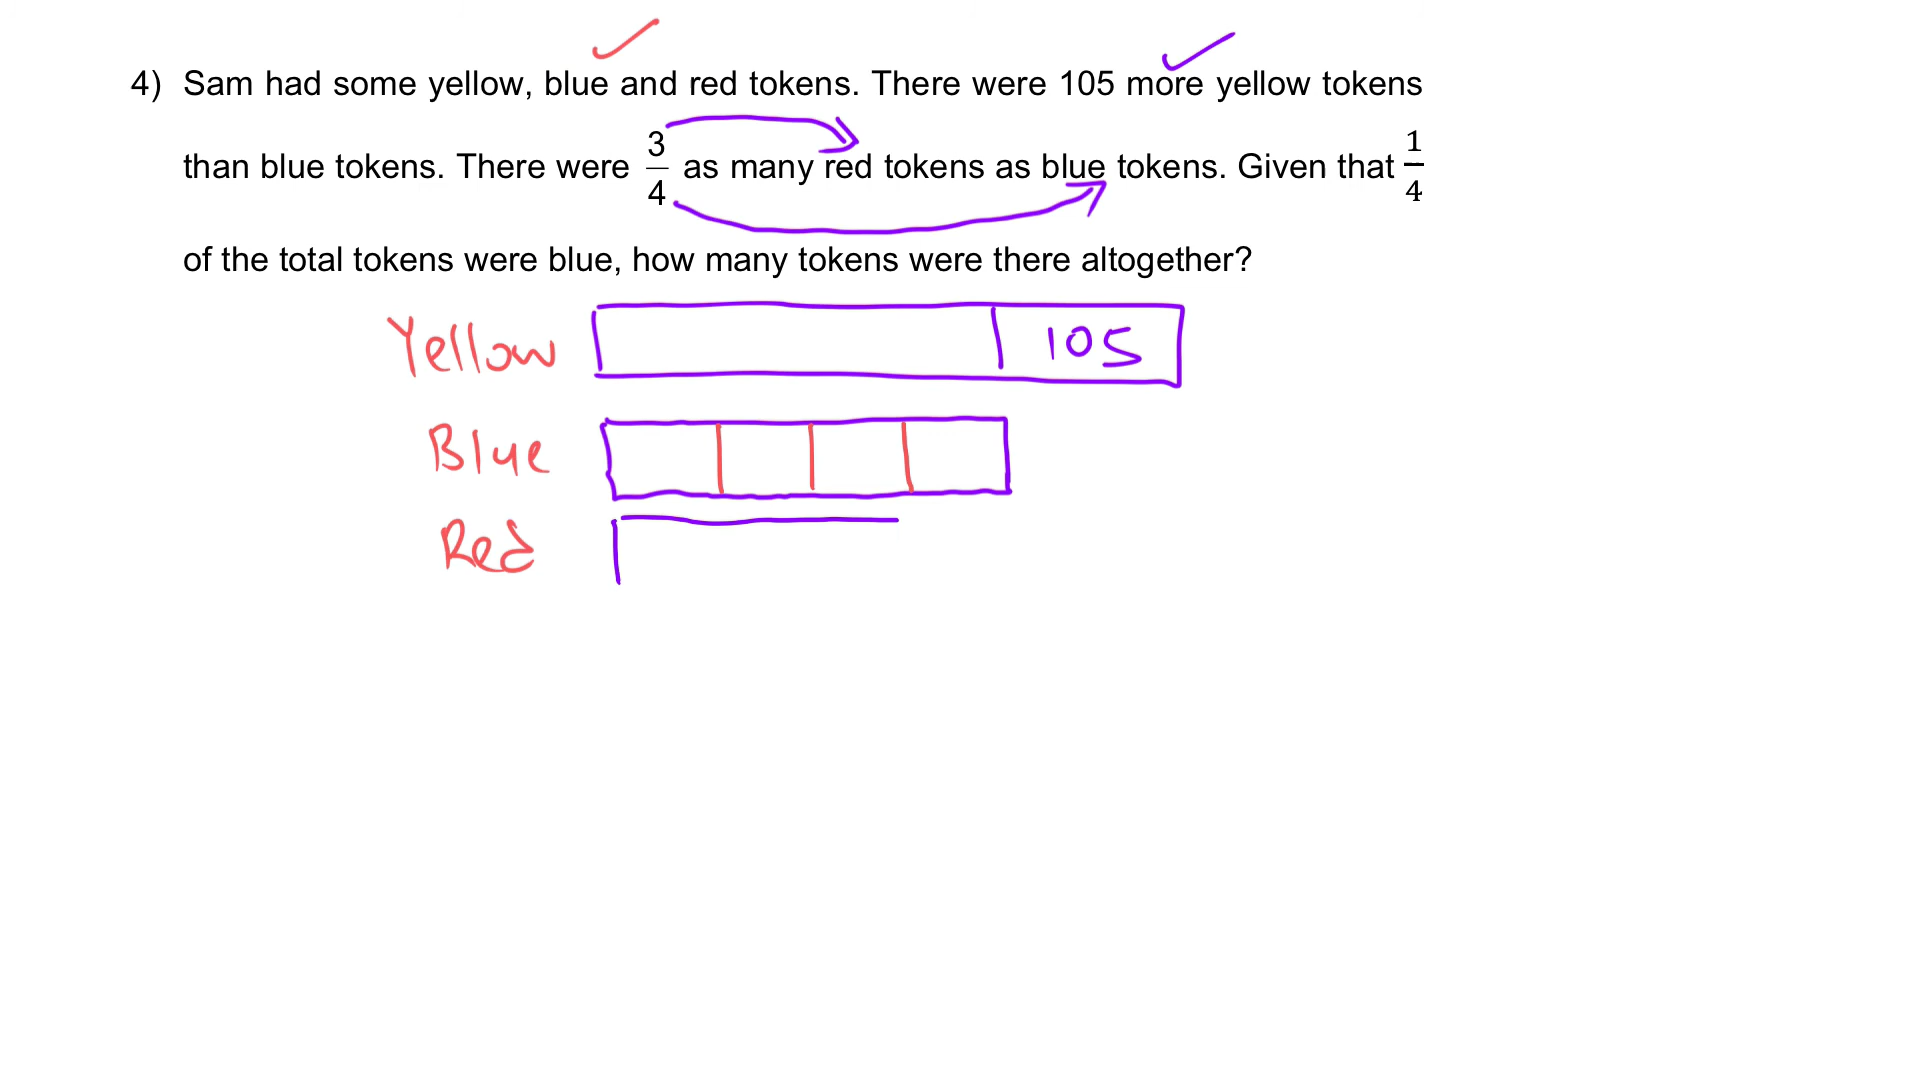 4) Sam had some yellow, blue and red tokens. There were 105 more yellow tokens
than blue tokens. There were 3/4 as many red tokens as blue tokens. Given that 1/4
of the total tokens were blue, how many tokens were there altogether?
Yellow 105
Blue
Red